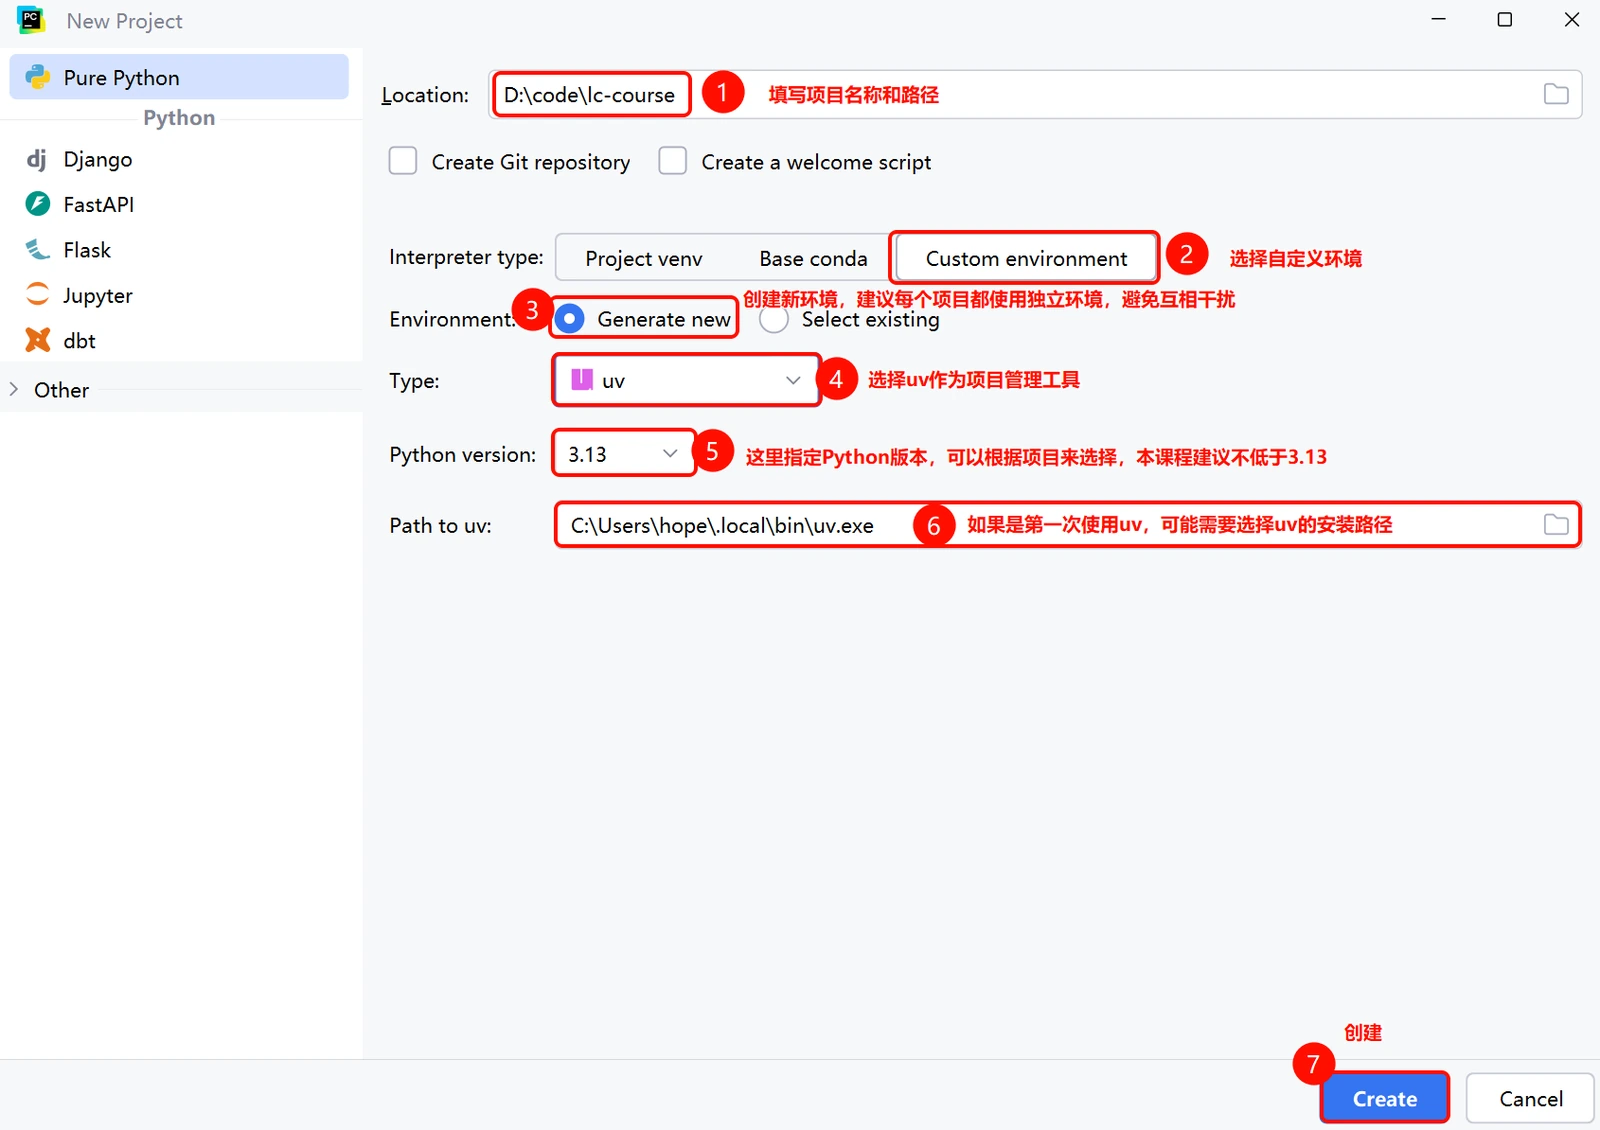 PC
New Project
Pure Python
Python
dj Django
FastAPI
Flask
Jupyter
dbt
Other
Location: D:\code\lc-course 1 填写项目名称和路径
Create Git repository Create a welcome script
Interpreter type: Project venv Base conda Custom environment 2 选择自定义环境
创建新环境，建议每个项目都使用独立环境，避免互相干扰
Environment: 3 Generate new Select existing
Type: uv 4 选择uv作为项目管理工具
Python version: 3.13 5 这里指定Python版本，可以根据项目来选择，本课程建议不低于3.13
Path to uv: C:\Users\hope\.local\bin\uv.exe 6 如果是第一次使用uv，可能需要选择uv的安装路径
创建
7
Create Cancel